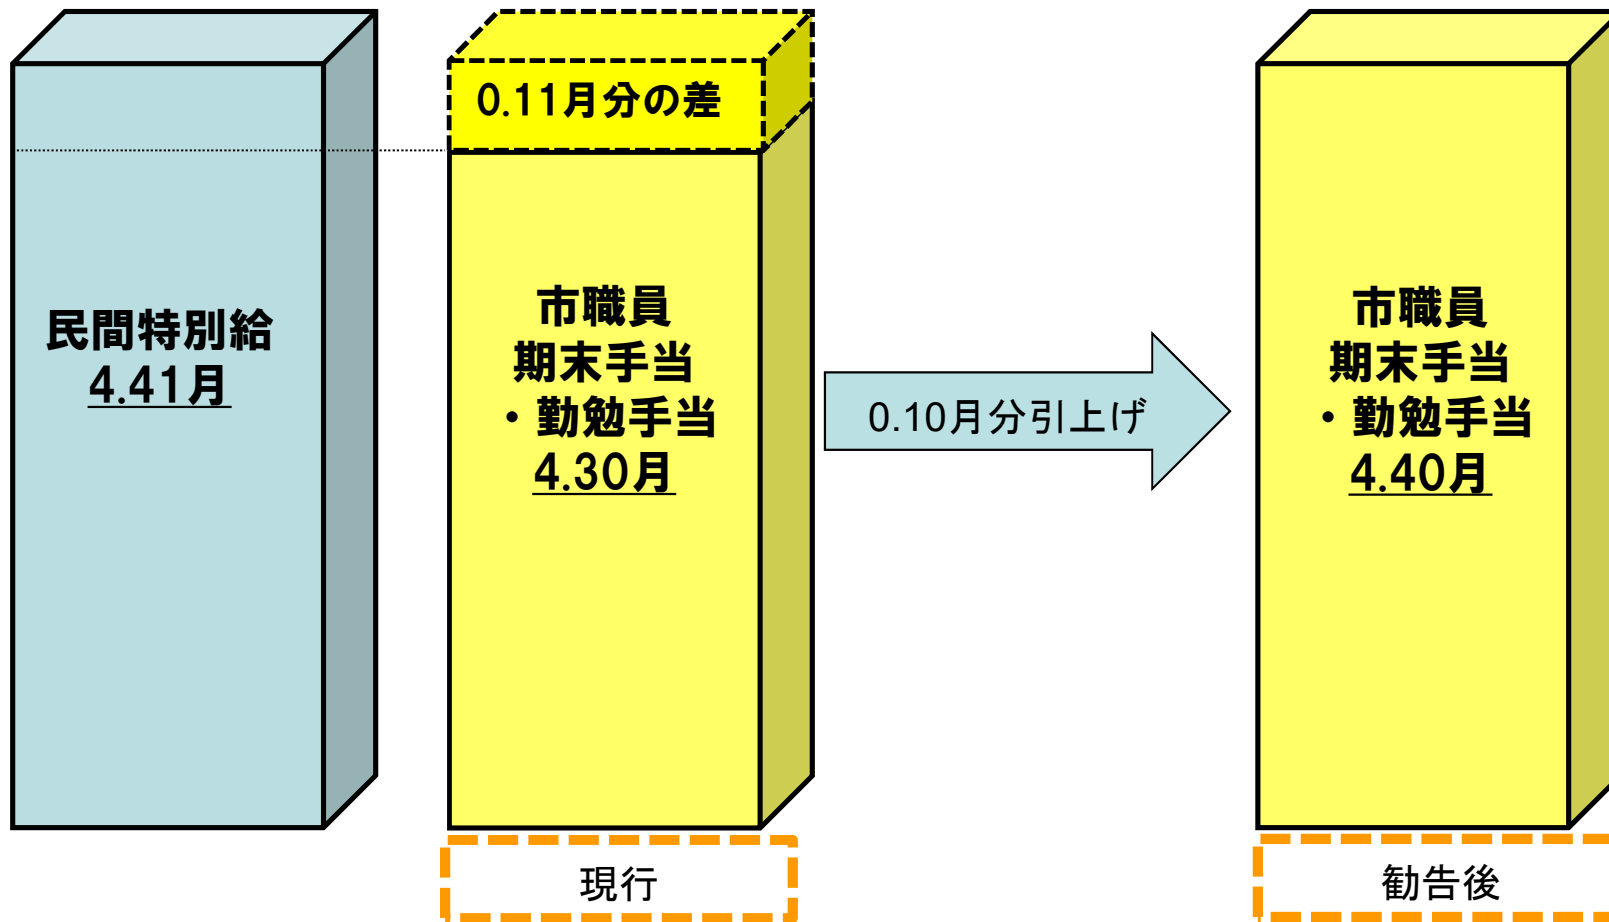 民間特別給
4.41月
0.11月分の差
市職員
期末手当
・勤勉手当
4.30月
現行
0.10月分引上げ
市職員
期末手当
・勤勉手当
4.40月
勧告後